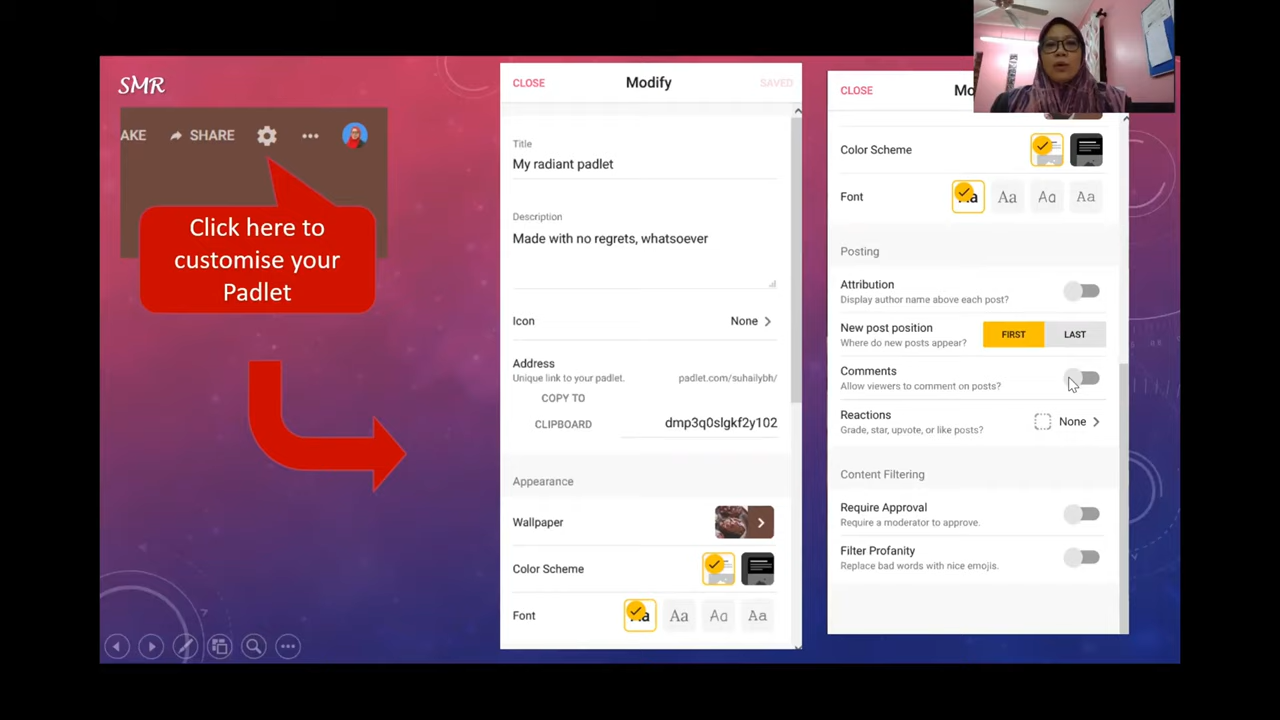 SMR
AKE
SHARE
Click here to
customise your
Padlet
CLOSE
Modify
SAVED
Title
My radiant padlet
Description
Made with no regrets, whatsoever
Icon
None
Address
Unique link to your padlet.
padlet.com/suhailybh/
COPY TO
CLIPBOARD
dmp3q0slgkf2y102
Appearance
Wallpaper
Color Scheme
Font
Aa Aa Aa
CLOSE
Mo
Color Scheme
Font
Aa Aa Aa
Posting
Attribution
Display author name above each post?
New post position
Where do new posts appear?
FIRST
LAST
Comments
Allow viewers to comment on posts?
Reactions
Grade, star, upvote, or like posts?
None
Content Filtering
Require Approval
Require a moderator to approve.
Filter Profanity
Replace bad words with nice emojis.